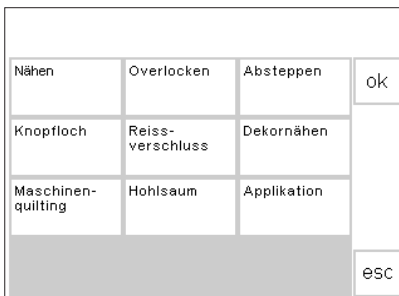 Nähen
Overlocken
Absteppen
ok
Knopfloch
Reiss-
verschluss
Dekornähen
Maschinen-
quilting
Hohlsaum
Applikation
esc